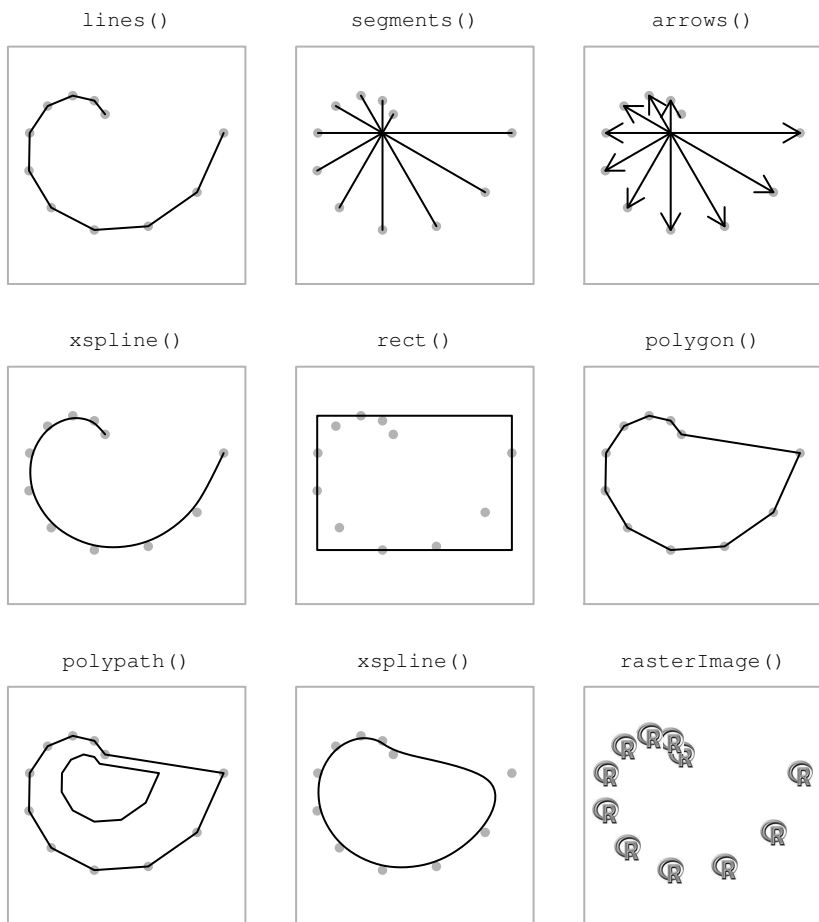 lines()
segments()
arrows()
xspline()
rect()
polygon()
polypath()
xspline()
rasterImage()
R
R
R
R
R
R
R
R
R
R
R